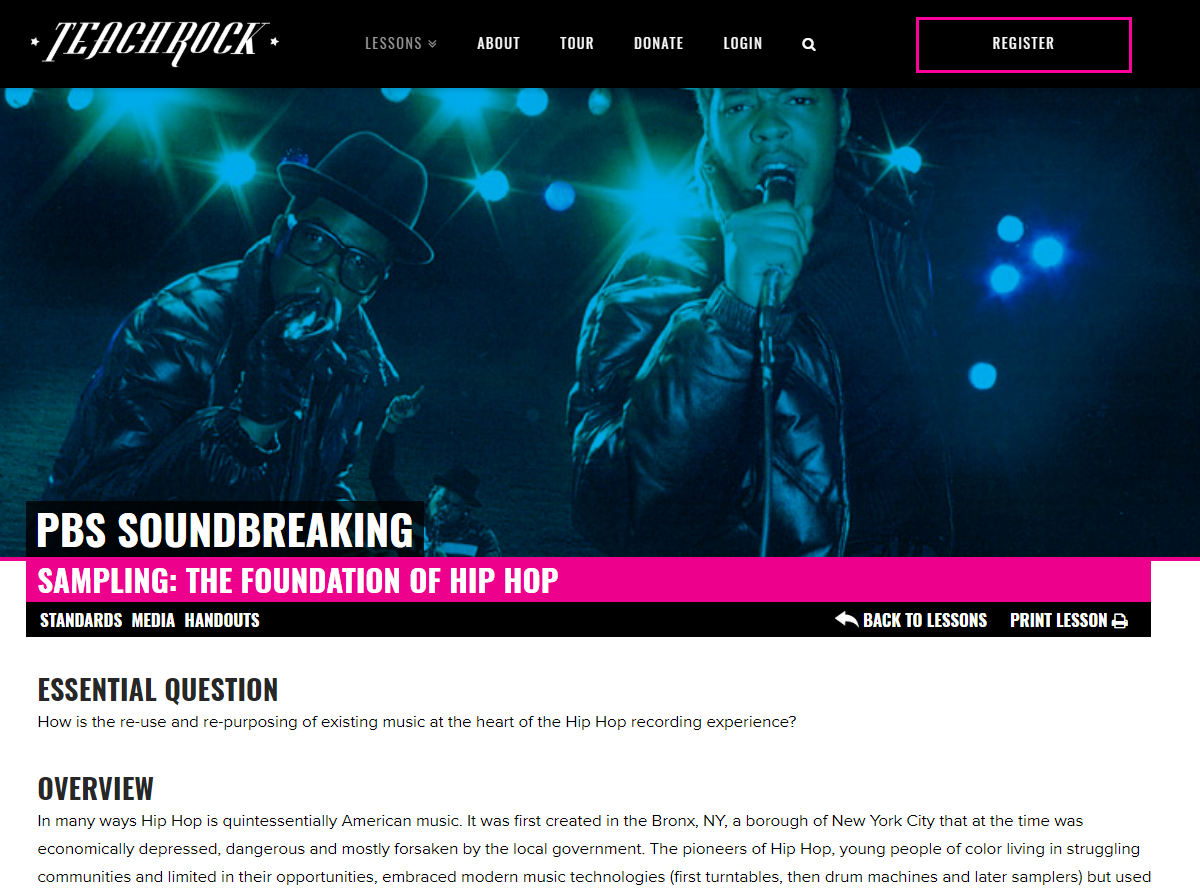 TEACHROCK
LESSONS ABOUT TOUR DONATE LOGIN REGISTER
PBS SOUNDBREAKING
SAMPLING: THE FOUNDATION OF HIP HOP
STANDARDS MEDIA HANDOUTS BACK TO LESSONS PRINT LESSON
ESSENTIAL QUESTION
How is the re-use and re-purposing of existing music at the heart of the Hip Hop recording experience?
OVERVIEW
In many ways Hip Hop is quintessentially American music. It was first created in the Bronx, NY, a borough of New York City that at the time was
economically depressed, dangerous and mostly forsaken by the local government. The pioneers of Hip Hop, young people of color living in struggling
communities and limited in their opportunities, embraced modern music technologies (first turntables, then drum machines and later samplers) but used